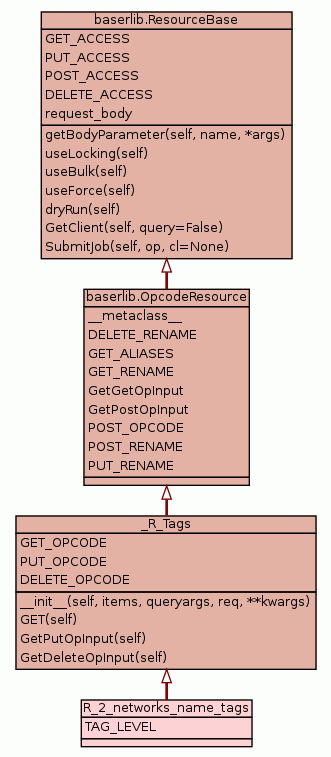 baserlib.ResourceBase
GET_ACCESS
PUT_ACCESS
POST_ACCESS
DELETE_ACCESS
request_body
getBodyParameter(self, name, *args)
useLocking(self)
useBulk(self)
useForce(self)
dryRun(self)
GetClient(self, query=False)
SubmitJob(self, op, cl=None)
baserlib.OpcodeResource
__metaclass__
DELETE_RENAME
GET_ALIASES
GET_RENAME
GetGetOpInput
GetPostOpInput
POST_OPCODE
POST_RENAME
PUT_RENAME
_R_Tags
GET_OPCODE
PUT_OPCODE
DELETE_OPCODE
__init__(self, items, queryargs, req, **kwargs)
GET(self)
GetPutOpInput(self)
GetDeleteOpInput(self)
R_2_networks_name_tags
TAG_LEVEL